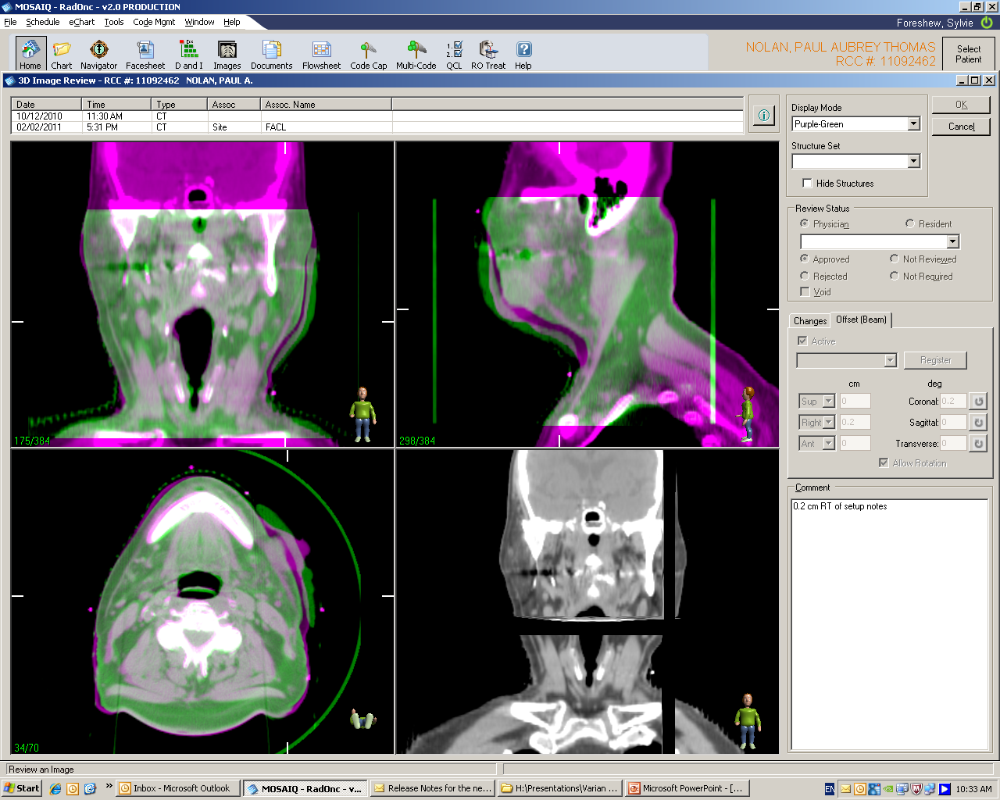 MOSAIQ - RadOnc - v2.0 PRODUCTION
File Schedule eChart Tools Code Mgmt Window Help
Foreshew, Sylvie
Home Chart Navigator Facesheet D and I Images Documents Flowsheet Code Cap Multi-Code QCL RO Treat Help
NOLAN, PAUL AUBREY THOMAS
RCC #: 11092462
Select Patient
3D Image Review - RCC #: 11092462 NOLAN, PAUL A.
Date Time Type Assoc Assoc. Name
10/12/2010 11:30 AM CT
02/02/2011 5:31 PM CT Site FACL
Display Mode
Purple-Green
Structure Set
Hide Structures
OK
Cancel
Review Status
Physician Resident
Approved Not Reviewed
Rejected Not Required
Void
Changes Offset (Beam)
Active
Register
cm deg
Sup 0 Coronal: 0.2
Right 0.2 Sagittal: 0
Ant 0 Transverse: 0
Allow Rotation
Comment
0.2 cm RT of setup notes
175/384
298/384
34/70
Review an Image
Start
Inbox - Microsoft Outlook
MOSAIQ - RadOnc - v...
Release Notes for the ne...
H:\Presentations\Varian ...
Microsoft PowerPoint - [...
EN
10:33 AM